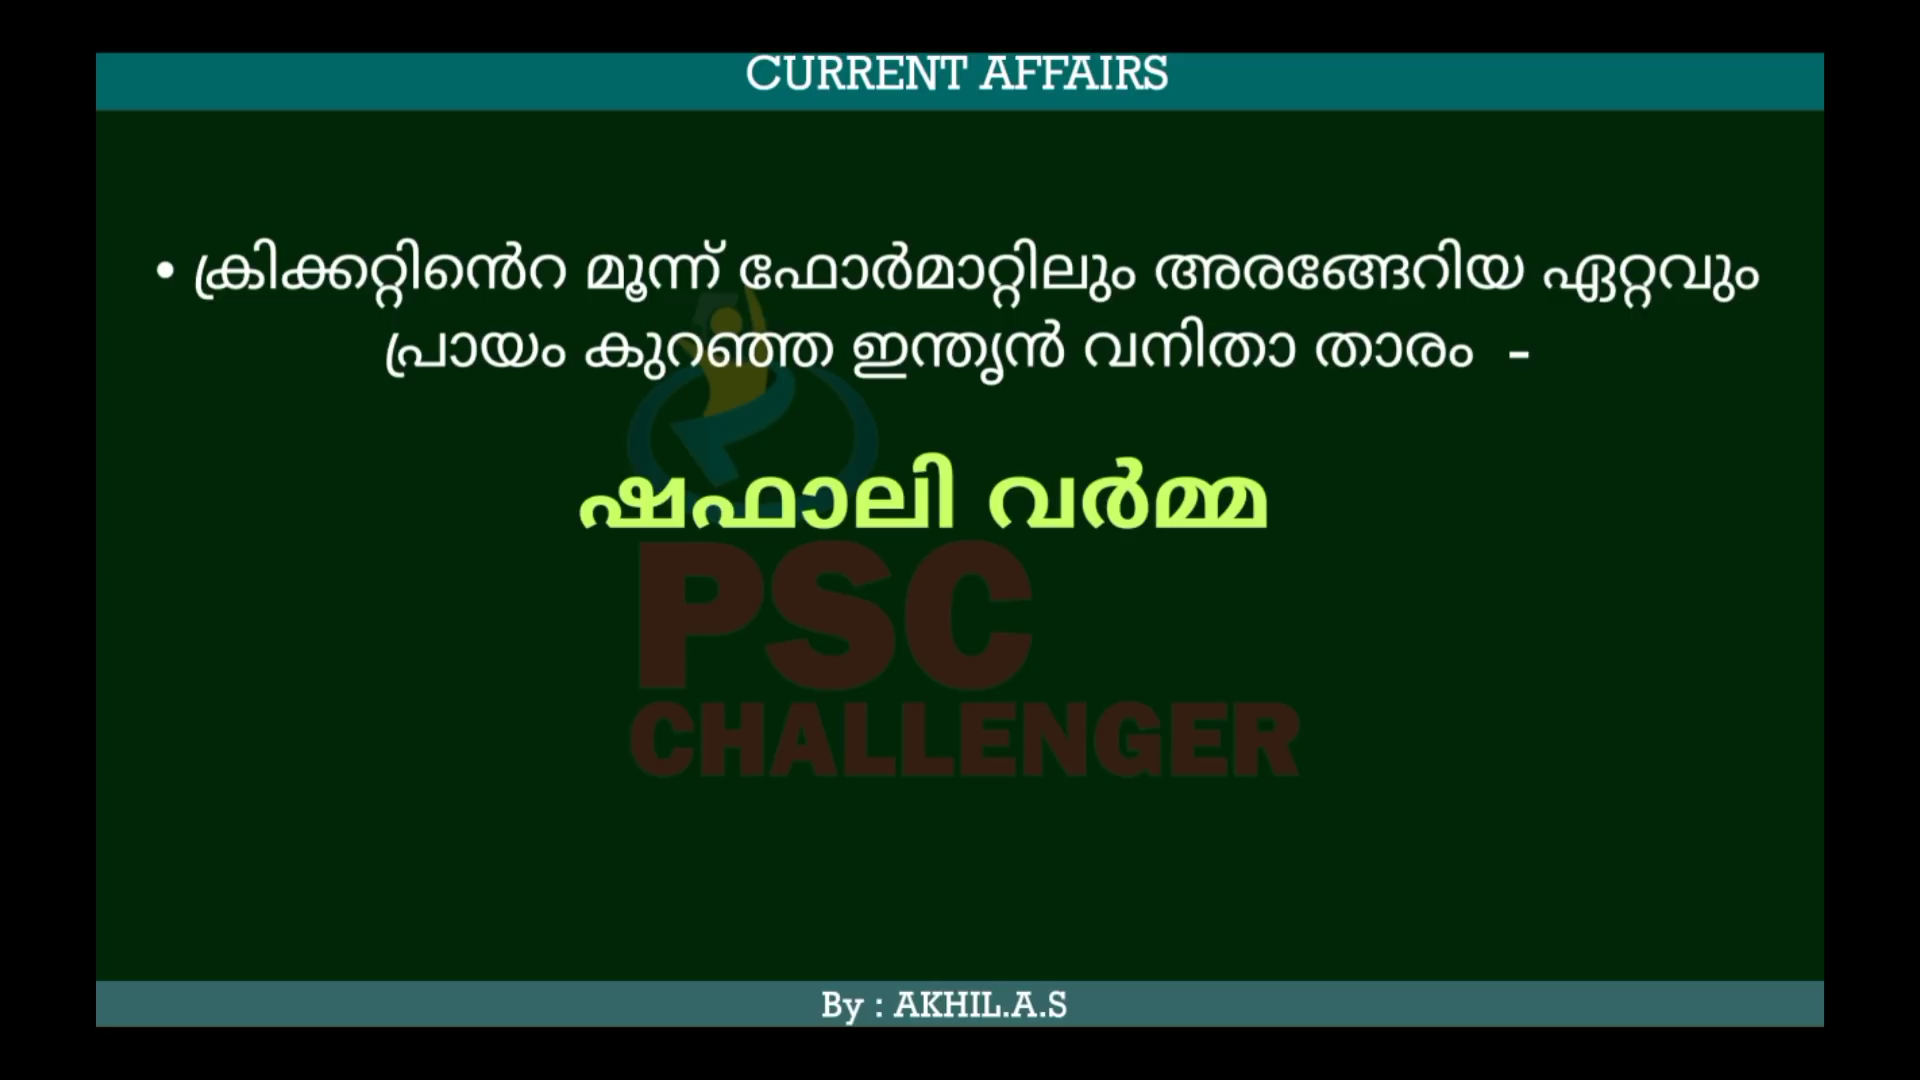 CURRENT AFFAIRS
• ക്രിക്കറ്റിൻെറ മൂന്ന് ഫോർമാറ്റിലും അരങ്ങേറിയ ഏറ്റവും
പ്രായം കുറഞ്ഞ ഇന്ത്യൻ വനിതാ താരം -
ഷഫാലി വർമ്മ
PSC
CHALLENGER
By : AKHIL.A.S